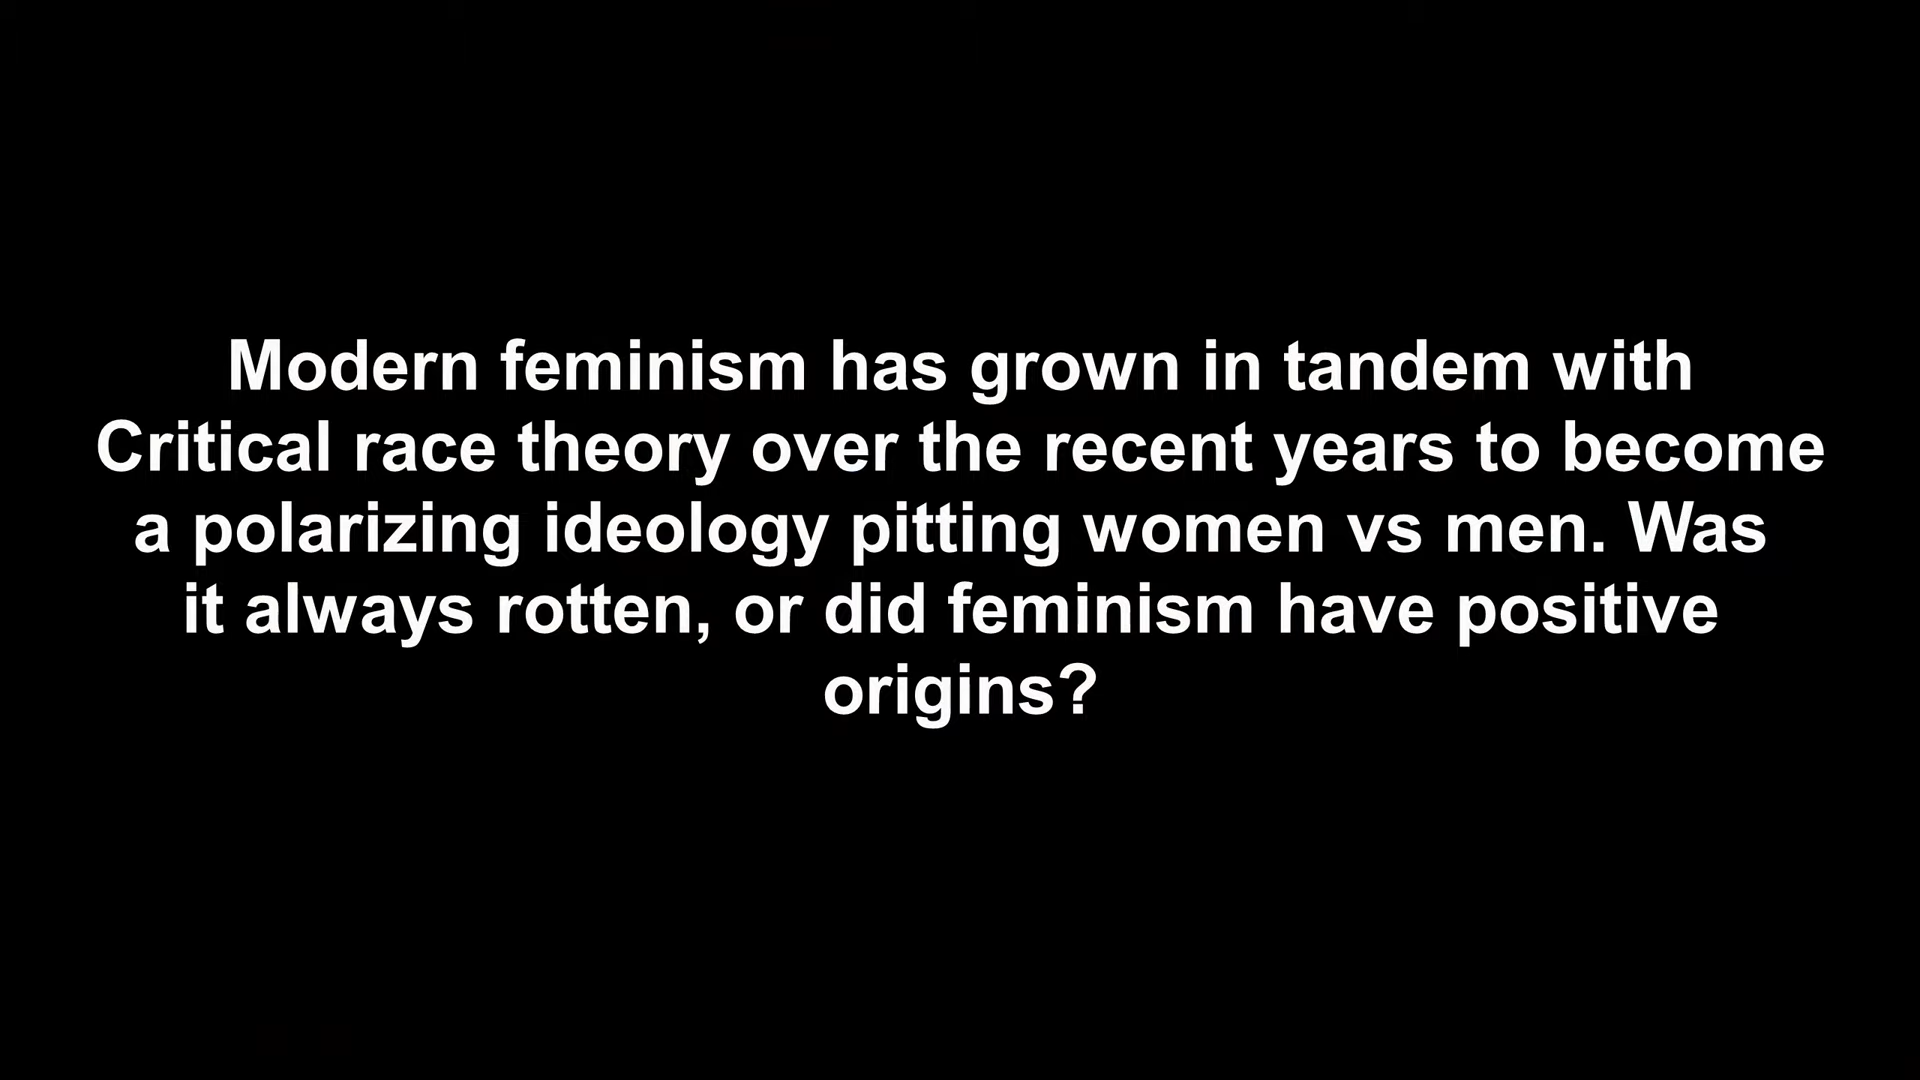 Modern feminism has grown in tandem with
Critical race theory over the recent years to become
a polarizing ideology pitting women vs men. Was
it always rotten, or did feminism have positive
origins?